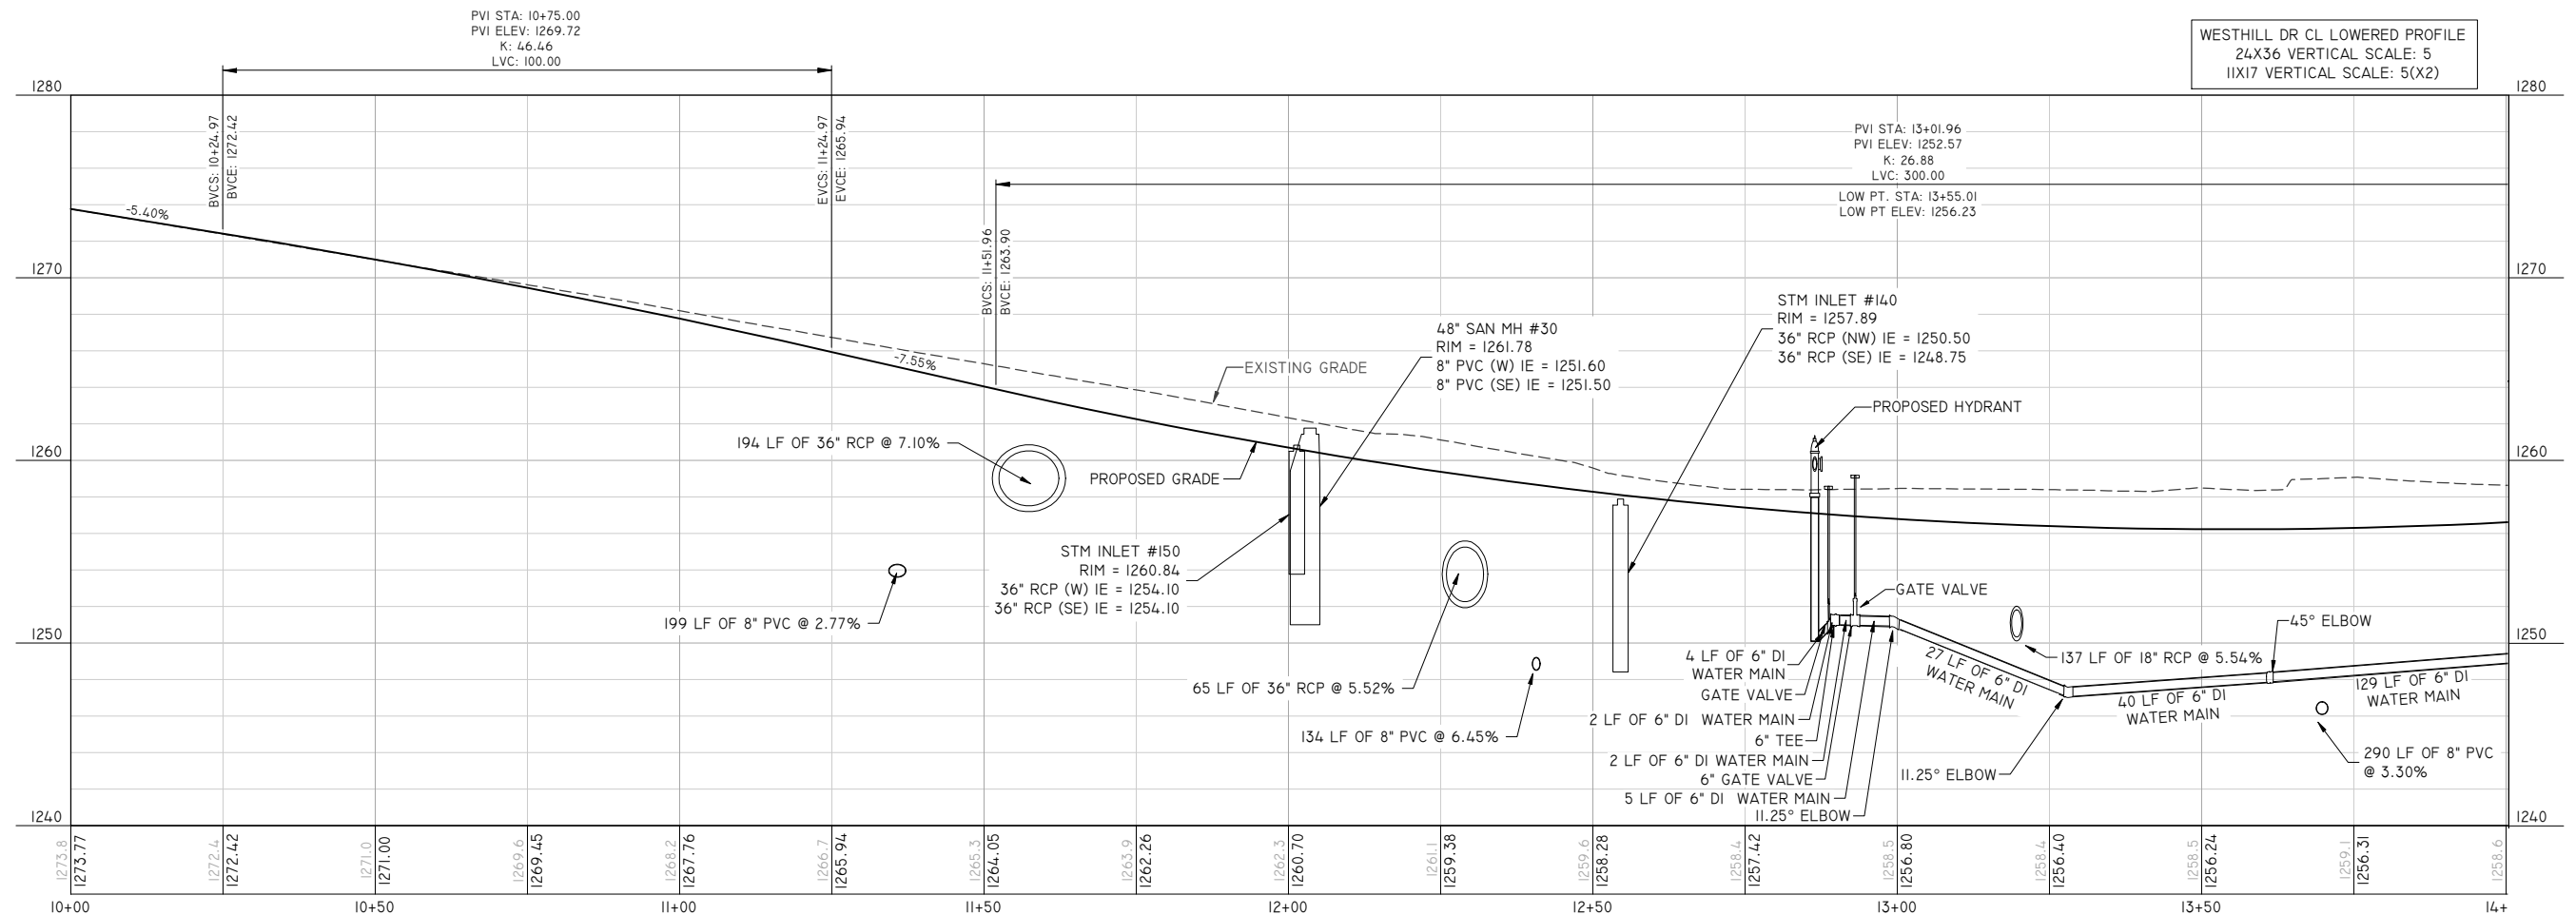 PVI STA: 10+75.00
PVI ELEV: 1269.72
K: 46.46
LVC: 100.00
WESTHILL DR CL LOWERED PROFILE
24X36 VERTICAL SCALE: 5
11X17 VERTICAL SCALE: 5(X2)
1280
1280
BVCS: 10+24.97
BVCE: 1272.42
EVCS: 11+24.97
EVCE: 1265.94
PVI STA: 13+01.96
PVI ELEV: 1252.57
K: 26.88
LVC: 300.00
LOW PT. STA: 13+55.01
LOW PT ELEV: 1256.23
-5.40%
BVCS: 11+51.96
BVCE: 1263.90
1270
1270
-7.55%
EXISTING GRADE
48" SAN MH #30
RIM = 1261.78
8" PVC (W) IE = 1251.60
8" PVC (SE) IE = 1251.50
STM INLET #140
RIM = 1257.89
36" RCP (NW) IE = 1250.50
36" RCP (SE) IE = 1248.75
PROPOSED HYDRANT
194 LF OF 36" RCP @ 7.10%
1260
1260
PROPOSED GRADE
STM INLET #150
RIM = 1260.84
36" RCP (W) IE = 1254.10
36" RCP (SE) IE = 1254.10
199 LF OF 8" PVC @ 2.77%
GATE VALVE
1250
1250
45° ELBOW
4 LF OF 6" DI
WATER MAIN
27 LF OF 6" DI
WATER MAIN
137 LF OF 18" RCP @ 5.54%
65 LF OF 36" RCP @ 5.52%
GATE VALVE
40 LF OF 6" DI
WATER MAIN
129 LF OF 6" DI
WATER MAIN
2 LF OF 6" DI WATER MAIN
134 LF OF 8" PVC @ 6.45%
6" TEE
2 LF OF 6" DI WATER MAIN
290 LF OF 8" PVC
@ 3.30%
6" GATE VALVE
11.25° ELBOW
5 LF OF 6" DI WATER MAIN
11.25° ELBOW
1240
1240
1273.8
1273.77
1272.4
1272.42
1271.0
1271.00
1269.6
1269.45
1268.2
1267.76
1266.7
1265.94
1265.3
1264.05
1263.9
1262.26
1262.3
1260.70
1261.1
1259.38
1259.6
1258.28
1258.4
1257.42
1258.5
1256.80
1258.4
1256.40
1258.5
1256.24
1259.1
1256.31
1258.6
10+00
10+50
11+00
11+50
12+00
12+50
13+00
13+50
14+